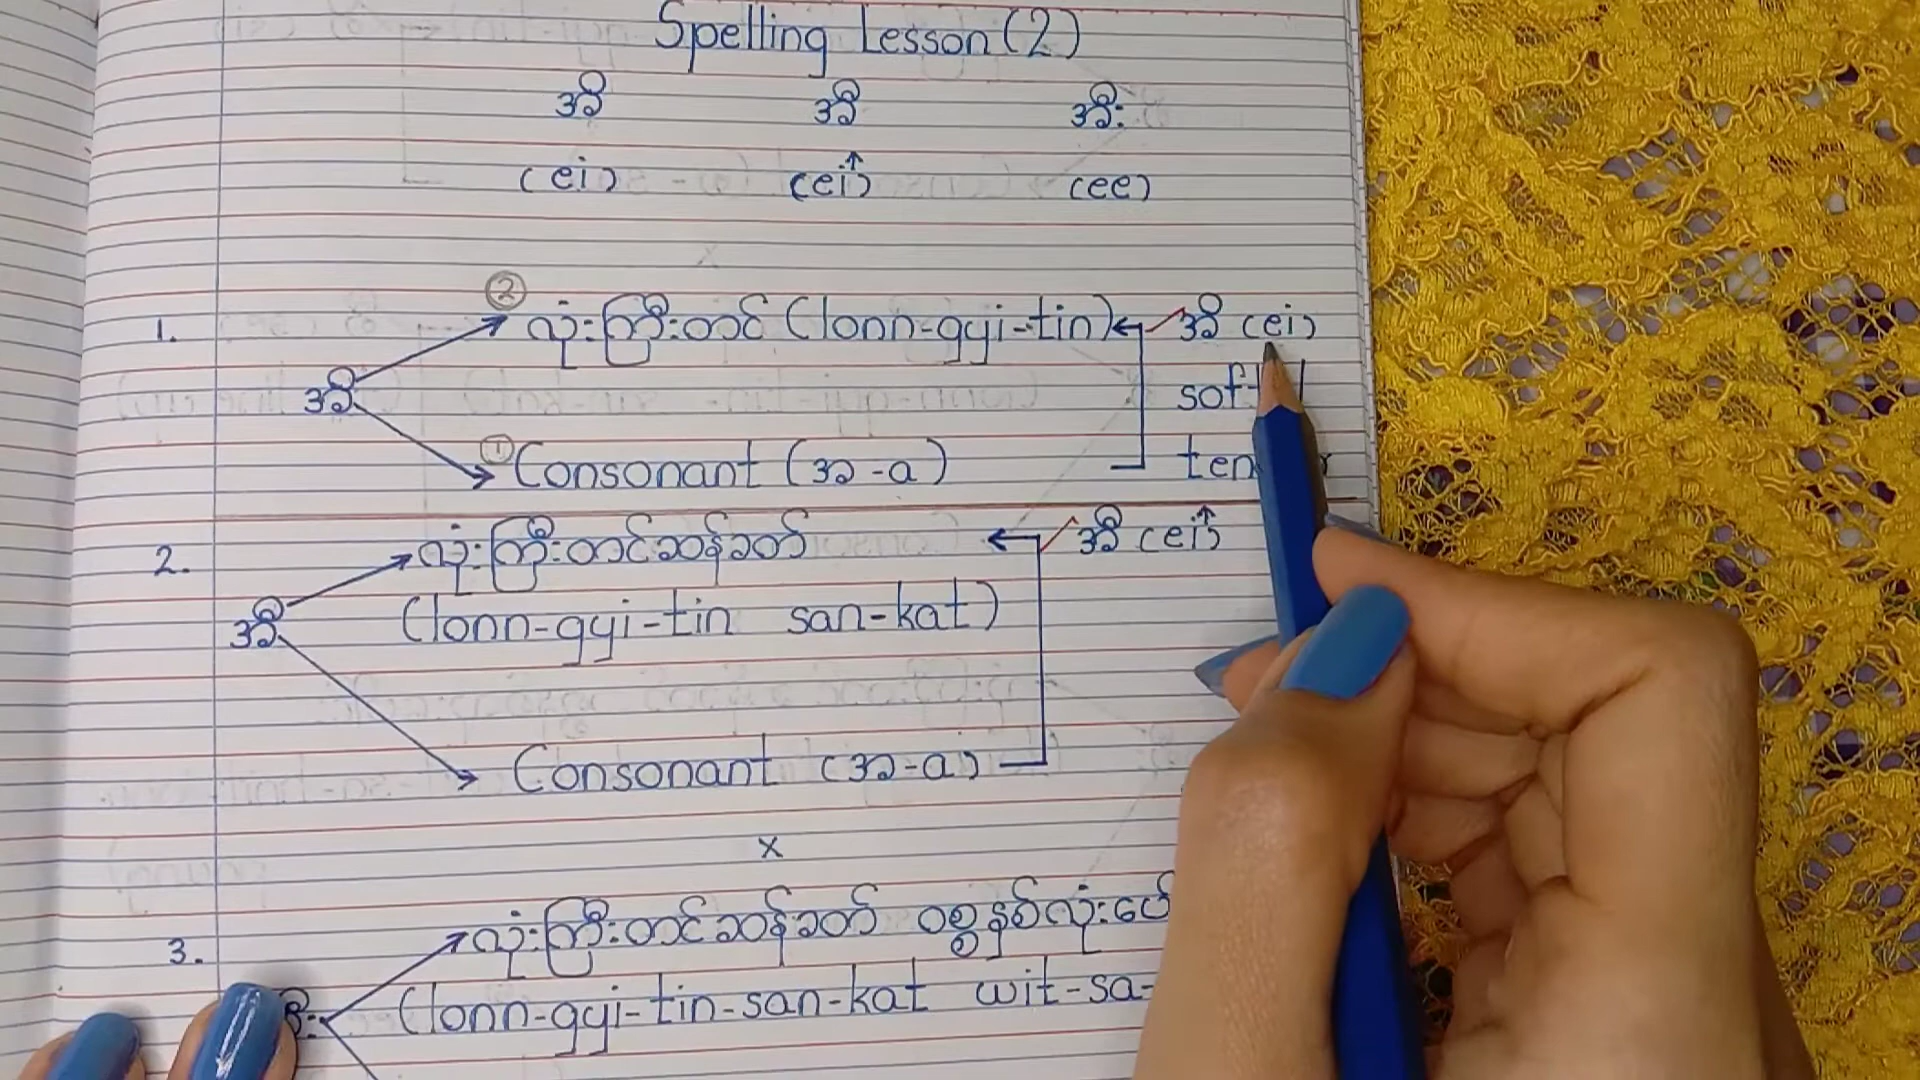 Spelling Lesson (2)
အိ အီ အီး
(ei) (ei↑) (ee)
1. ② လုံးကြီးတင် (lonn-gyi-tin) အိ (ei)
အိ
① Consonant (အ-a)
2. လုံးကြီးတင်ဆန်ခတ် အီ (ei↑)
အီ (lonn-gyi-tin san-kat)
Consonant (အ-a)
x
3. လုံးကြီးတင်ဆန်ခတ် ဝစ္စနှစ်လုံးပေါ
(lonn-gyi-tin-san-kat wit-sa-